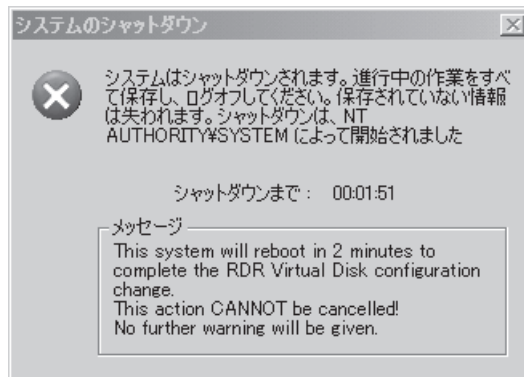 システムのシャットダウン
システムはシャットダウンされます。進行中の作業をすべ
て保存し、ログオフしてください。保存されていない情報
は失われます。シャットダウンは、NT
AUTHORITY¥SYSTEM によって開始されました
シャットダウンまで : 00:01:51
メッセージ
This system will reboot in 2 minutes to
complete the RDR Virtual Disk configuration
change.
This action CANNOT be cancelled!
No further warning will be given.